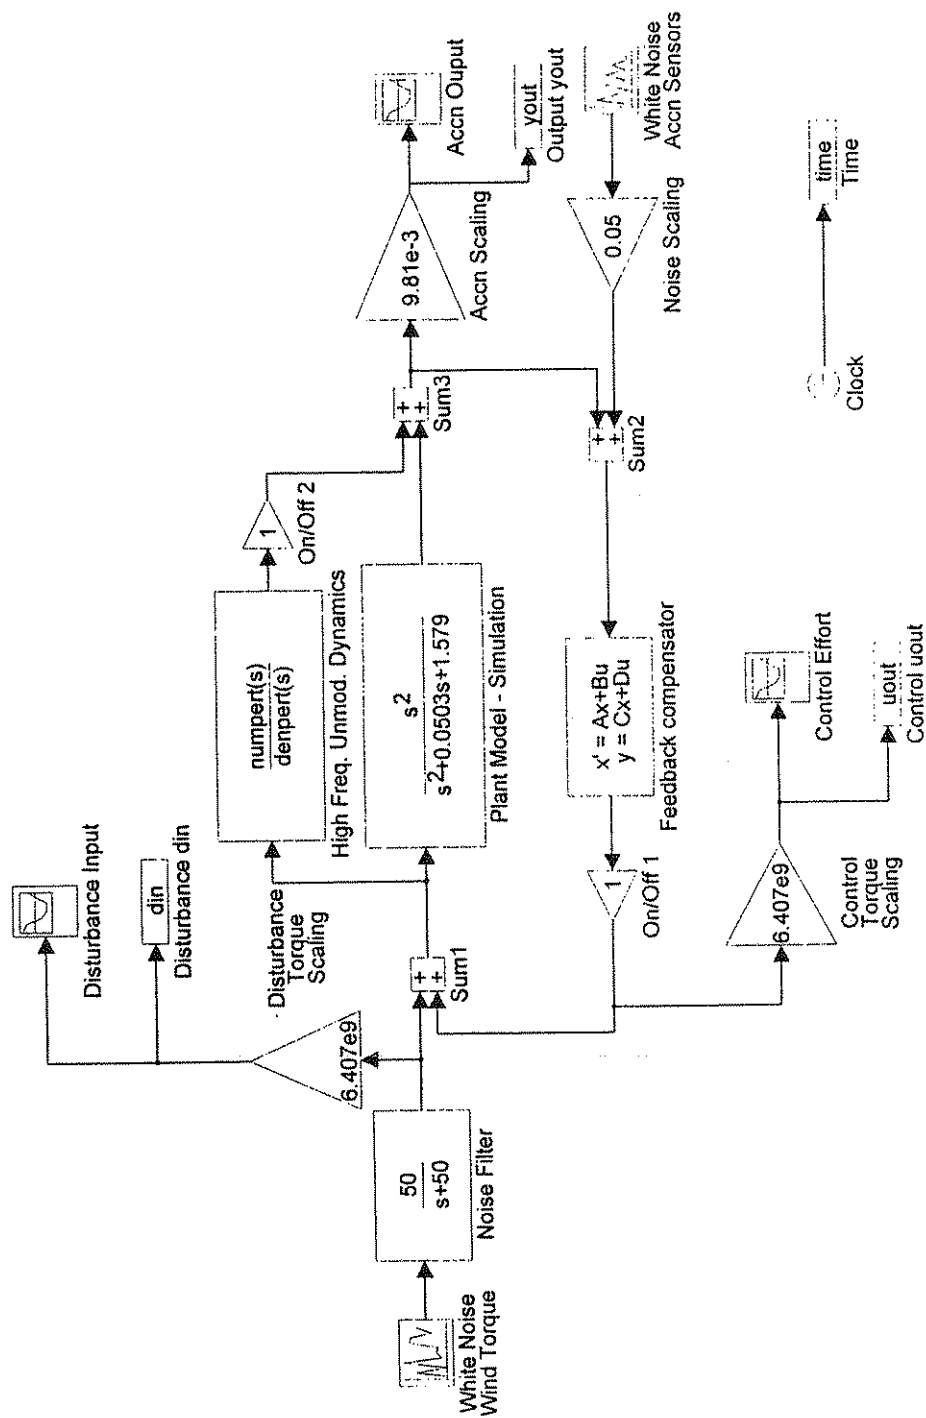 Disturbance Input
din
Disturbance din
Disturbance
Torque
Scaling
6.407e9
numpert(s)
denpert(s)
High Freq. Unmod. Dynamics
1
On/Off 2
White Noise
Wind Torque
50
s+50
Noise Filter
+
+
Sum1
s2
s2+0.0503s+1.579
Plant Model - Simulation
+
+
Sum3
9.81e-3
Accn Scaling
Accn Ouput
yout
Output yout
1
On/Off 1
x' = Ax+Bu
y = Cx+Du
Feedback compensator
+
+
Sum2
0.05
Noise Scaling
White Noise
Accn Sensors
6.407e9
Control
Torque
Scaling
Control Effort
uout
Control uout
Clock
time
Time